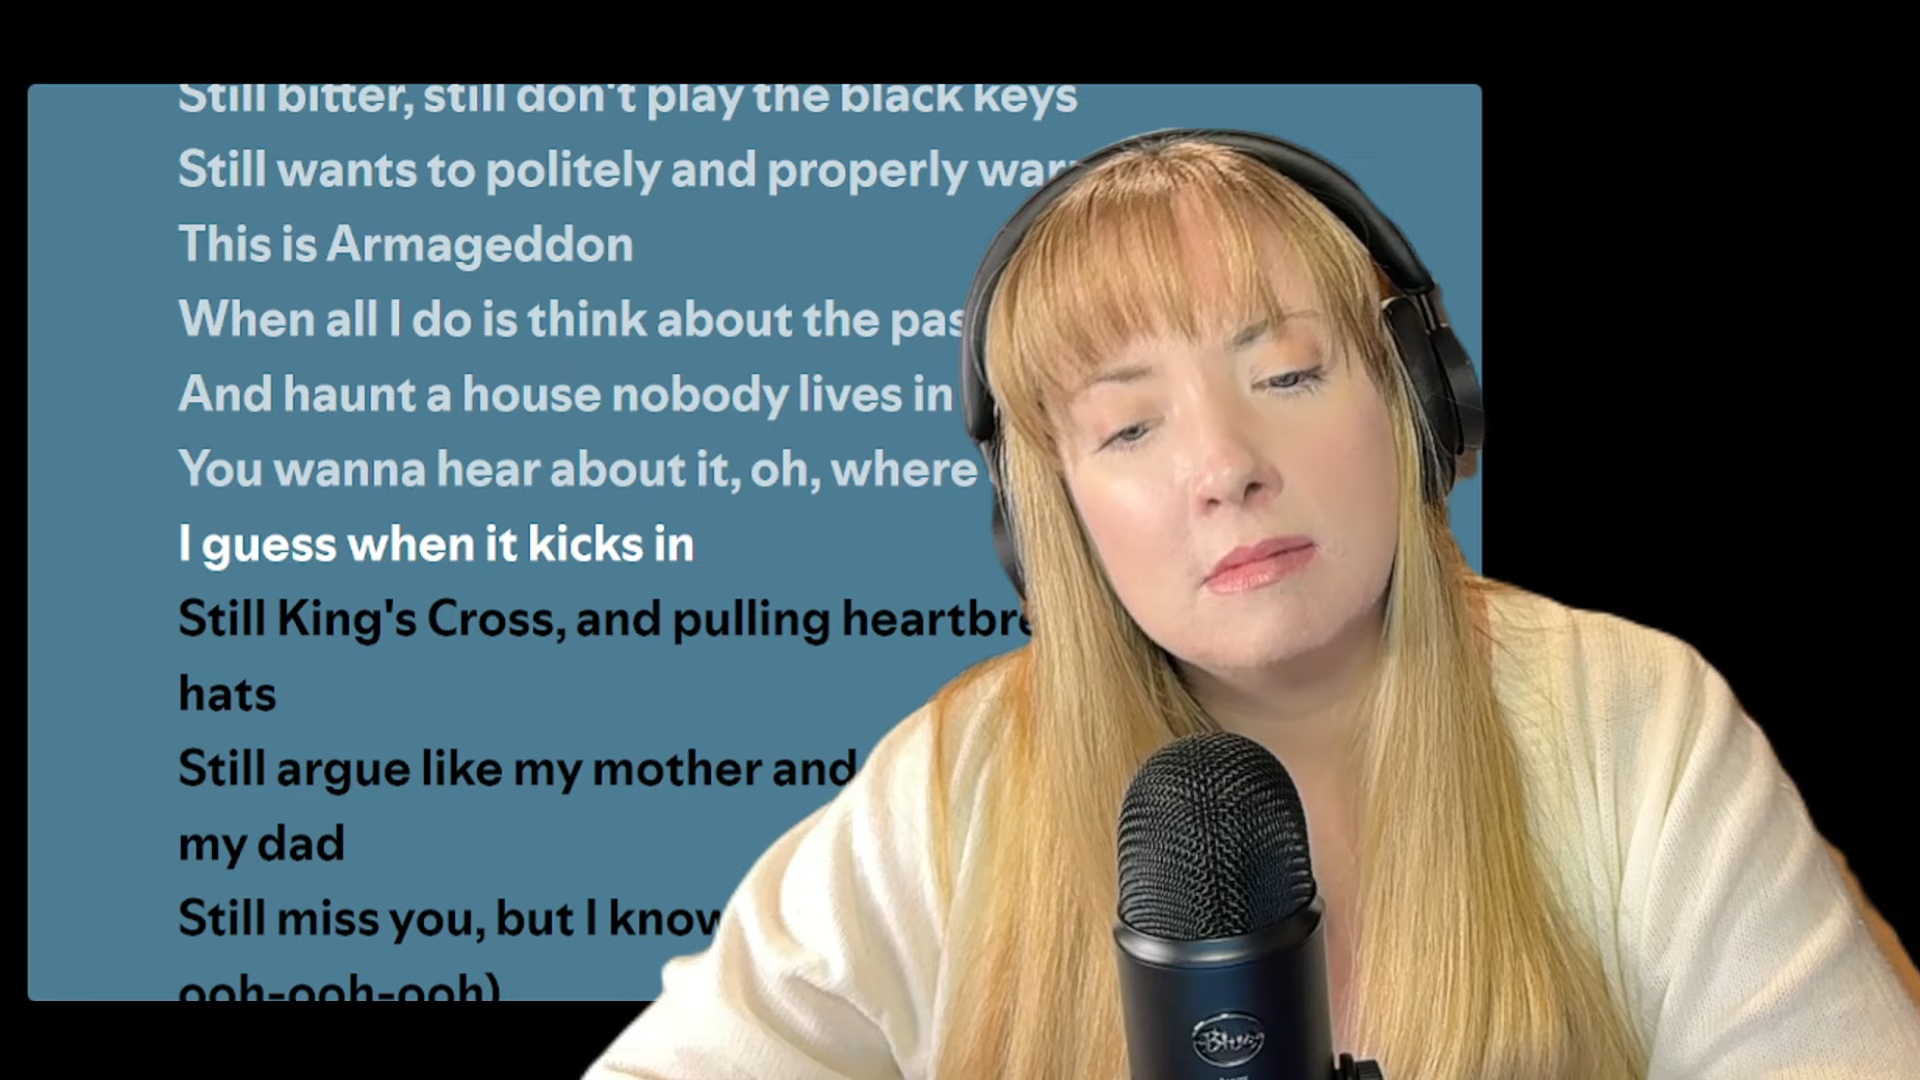 Still bitter, still don't play the black keys
Still wants to politely and properly
This is Armageddon
When all I do is think about the
And haunt a house nobody lives in
You wanna hear about it, oh, where
I guess when it kicks in
Still King's Cross, and pulling
hats
Still argue like my mother and
my dad
Still miss you, but I know
ooh-ooh-ooh)
Blue